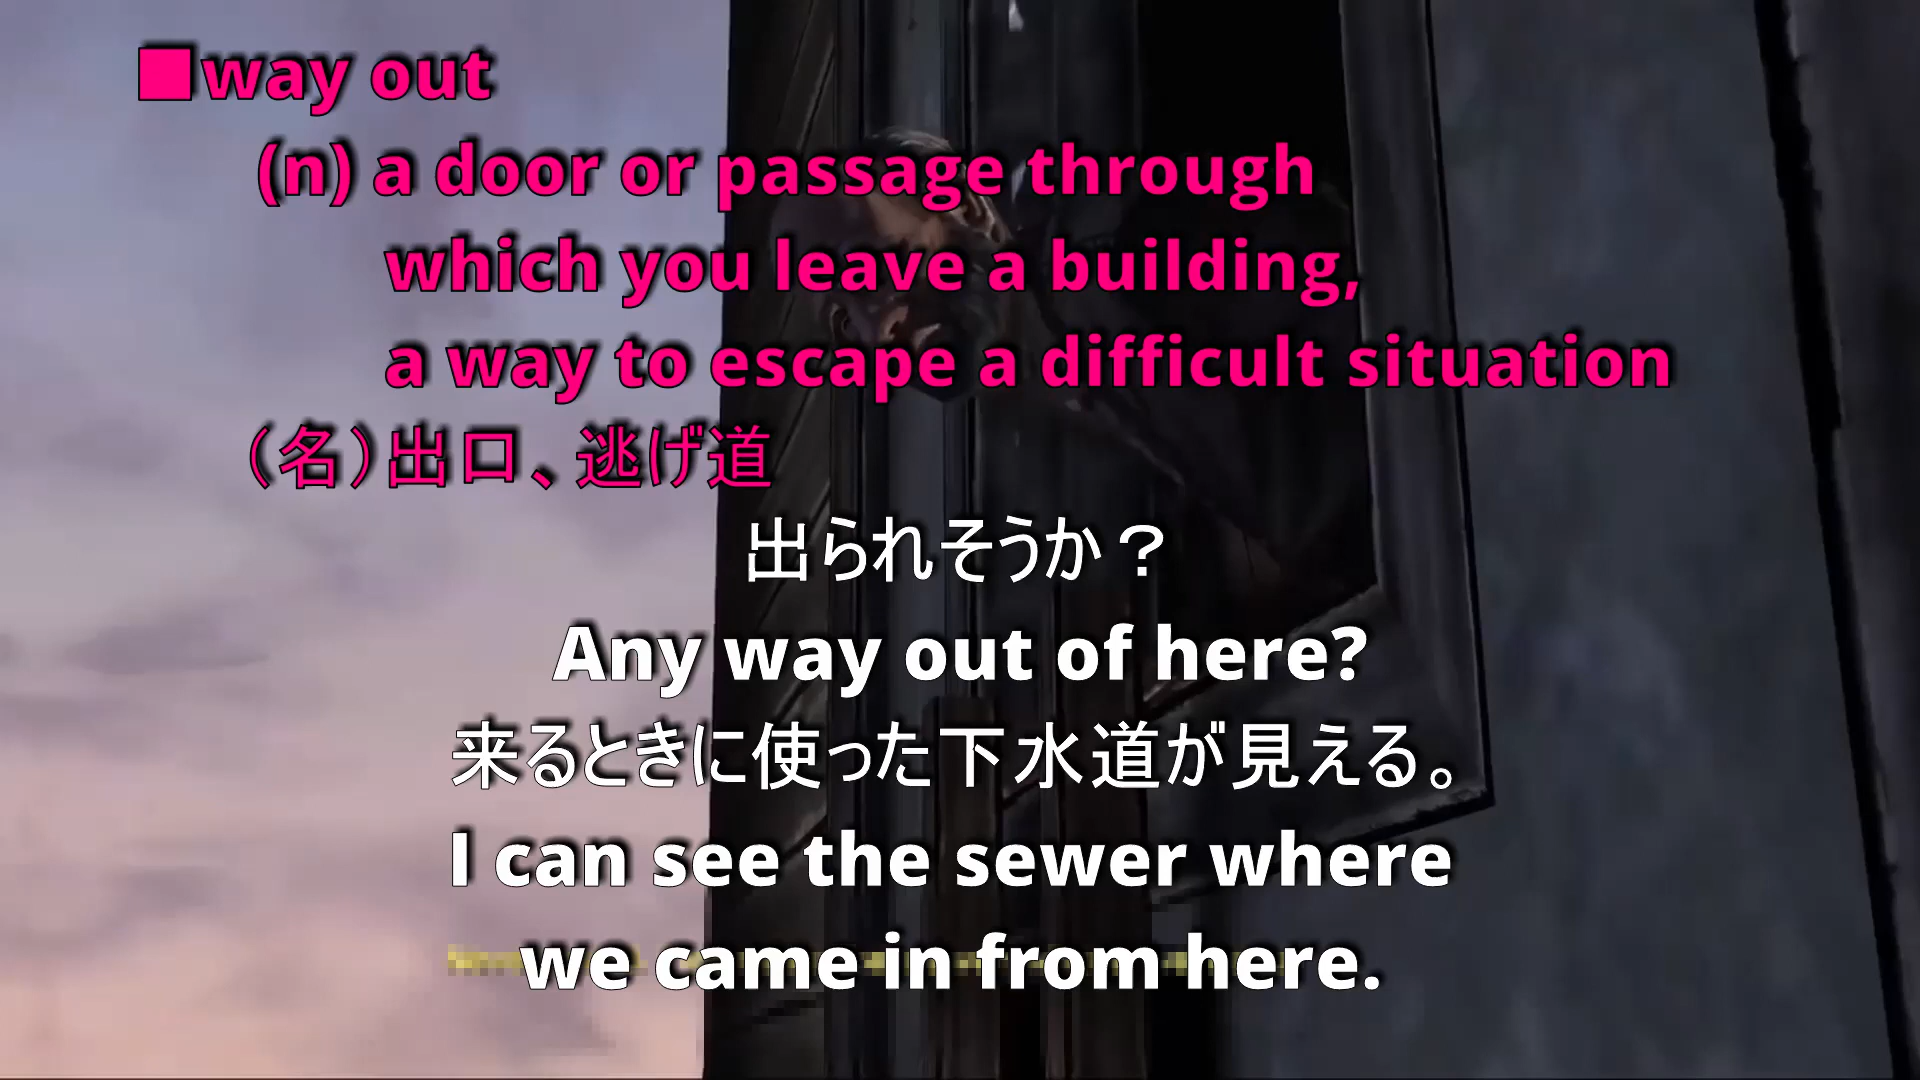 ■way out
(n) a door or passage through
which you leave a building,
a way to escape a difficult situation
（名）出口、逃げ道
出られそうか？
Any way out of here?
来るときに使った下水道が見える。
I can see the sewer where
we came in from here.